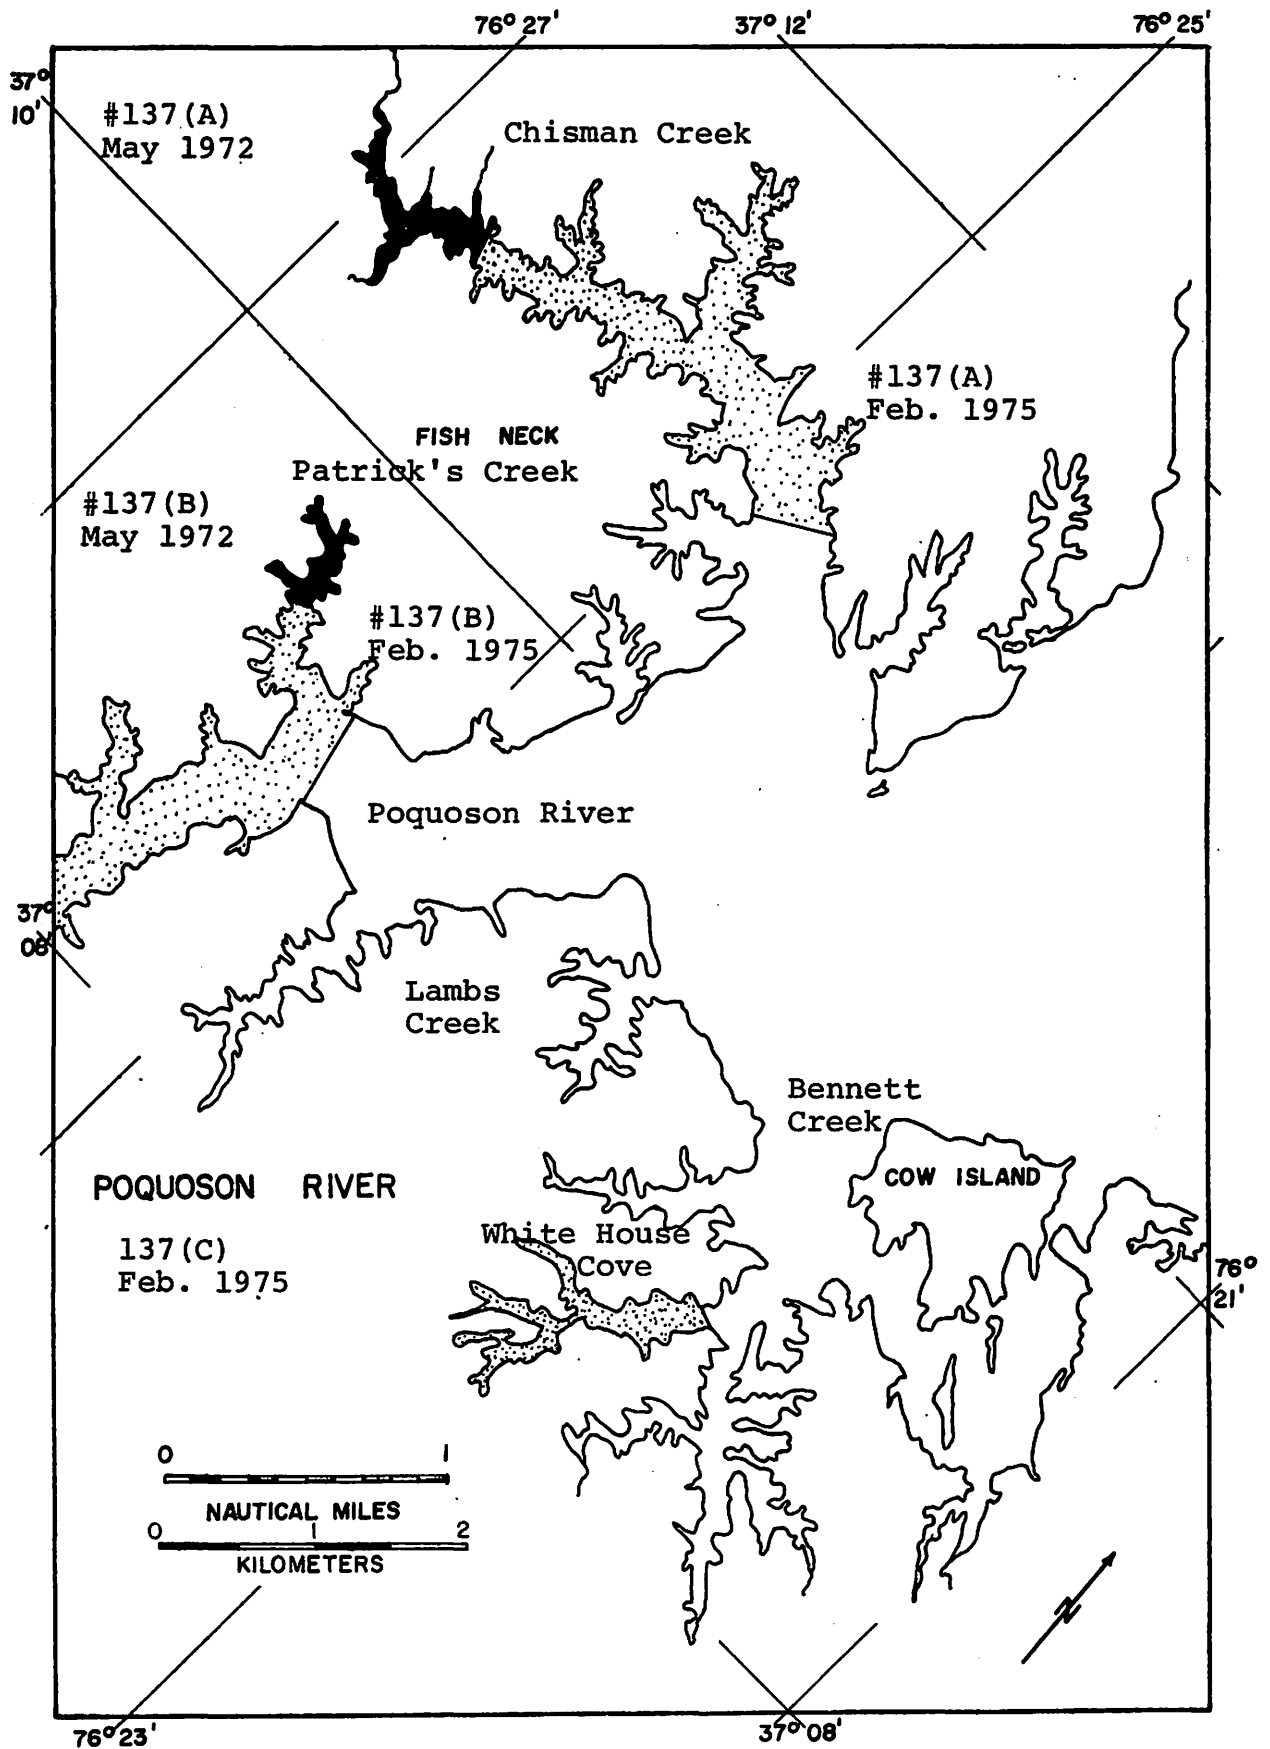 76° 27'
37° 12'
76° 25'
37°
10'
#137(A)
May 1972
Chisman Creek
#137(A)
Feb. 1975
FISH NECK
Patrick's Creek
#137(B)
May 1972
#137(B)
Feb. 1975
Poquoson River
37°
08'
Lambs
Creek
Bennett
Creek
COW ISLAND
POQUOSON RIVER
137(C)
Feb. 1975
White House
Cove
76°
21'
0 1
NAUTICAL MILES
0 1 2
KILOMETERS
N
76° 23'
37° 08'